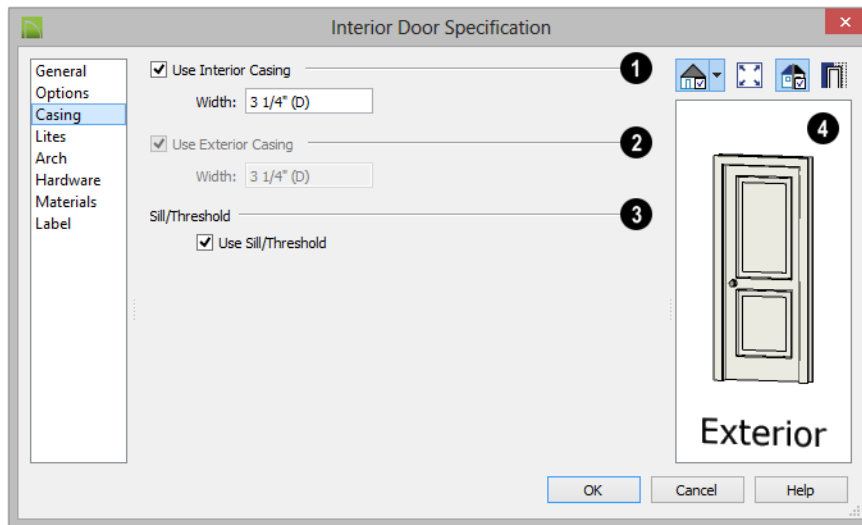 Interior Door Specification
General
Options
Casing
Lites
Arch
Hardware
Materials
Label
Use Interior Casing 1
Width: 3 1/4" (D)
Use Exterior Casing 2
Width: 3 1/4" (D)
Sill/Threshold 3
Use Sill/Threshold
4
Exterior
OK Cancel Help